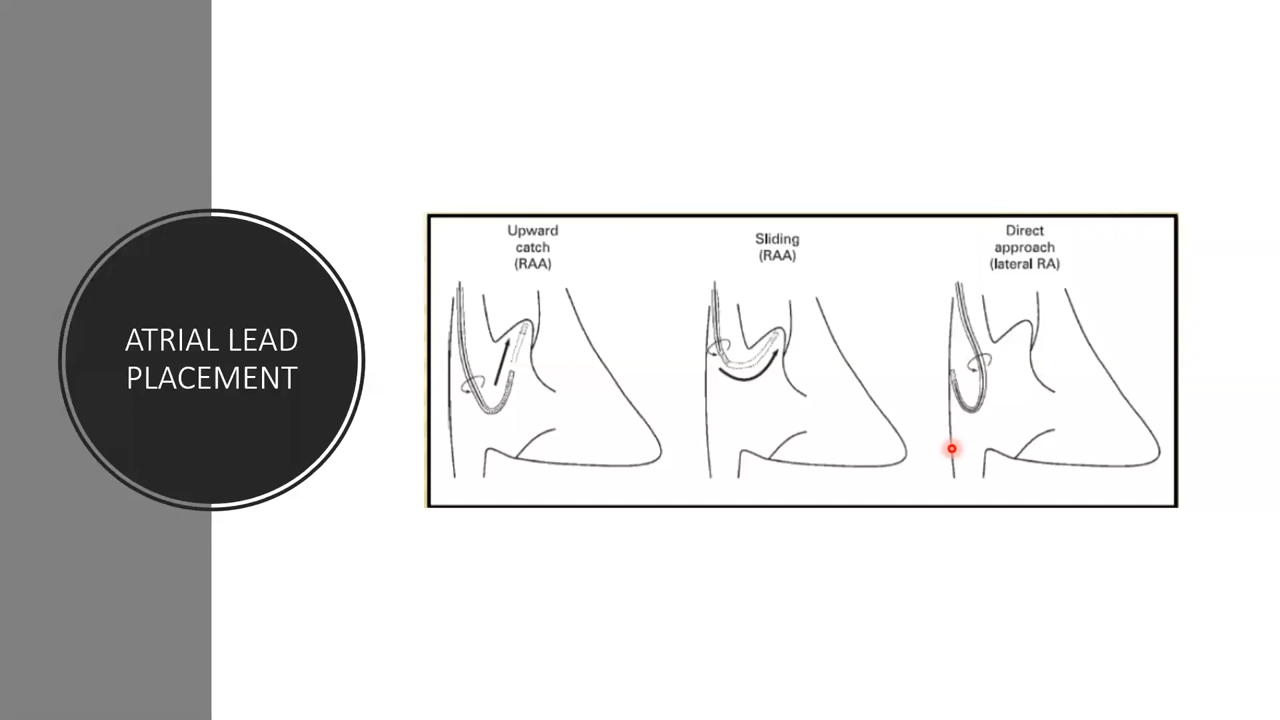 ATRIAL LEAD
PLACEMENT
Upward
catch
(RAA)
Sliding
(RAA)
Direct
approach
(lateral RA)